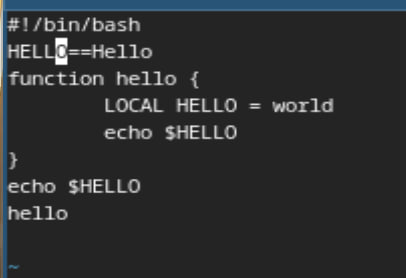 #!/bin/bash
HELLO==Hello
function hello {
        LOCAL HELLO = world
        echo $HELLO
}
echo $HELLO
hello
~